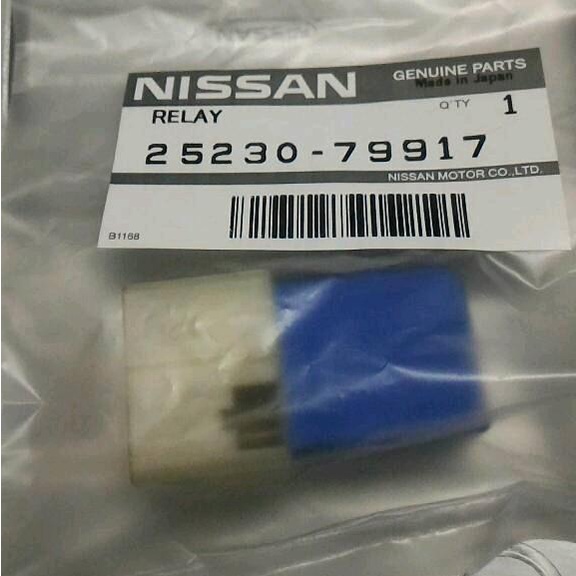 NISSAN
GENUINE PARTS
Made in Japan
RELAY
Q'TY 1
25230-79917
NISSAN MOTOR CO.,LTD.
B1168